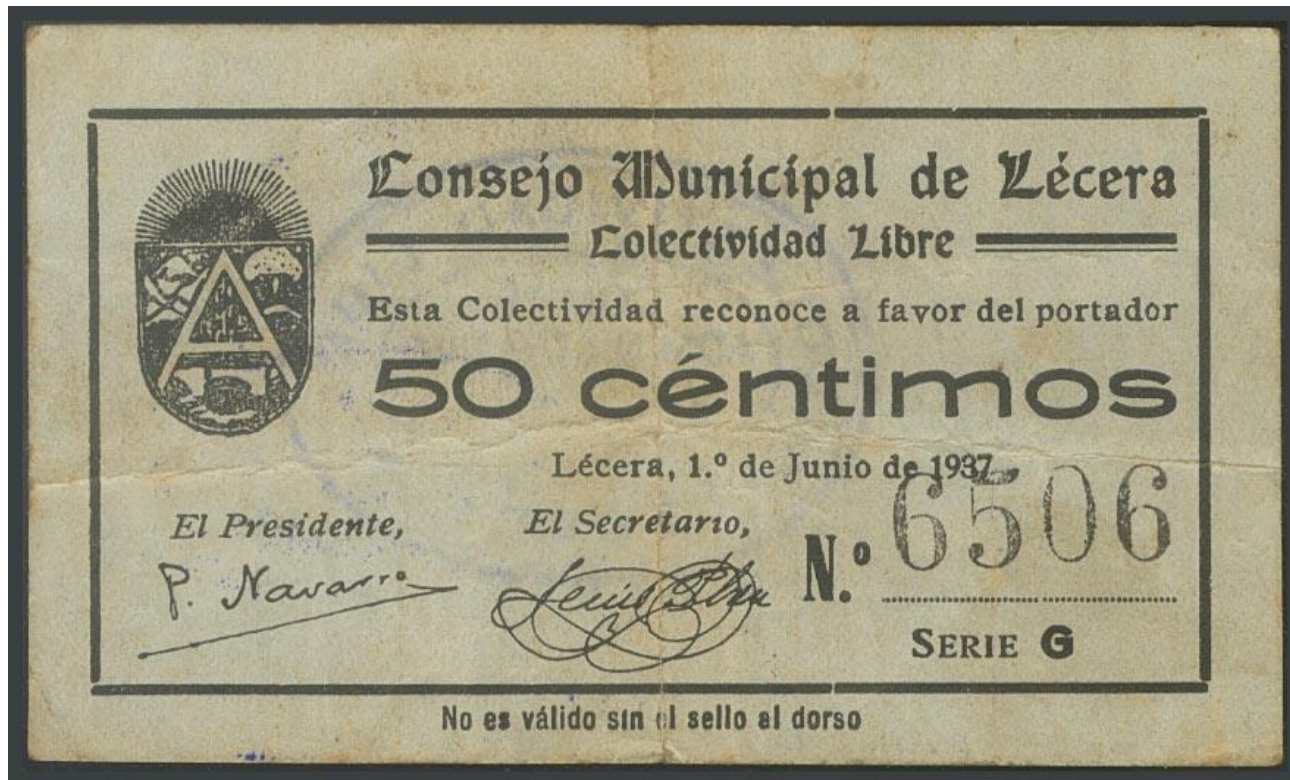 Consejo Municipal de Lécera
Colectividad Libre
Esta Colectividad reconoce a favor del portador
50 céntimos
Lécera, 1.º de Junio de 1937
El Presidente,
El Secretario,
P. Navarro
N.º 6506
SERIE G
No es válido sin el sello al dorso
A